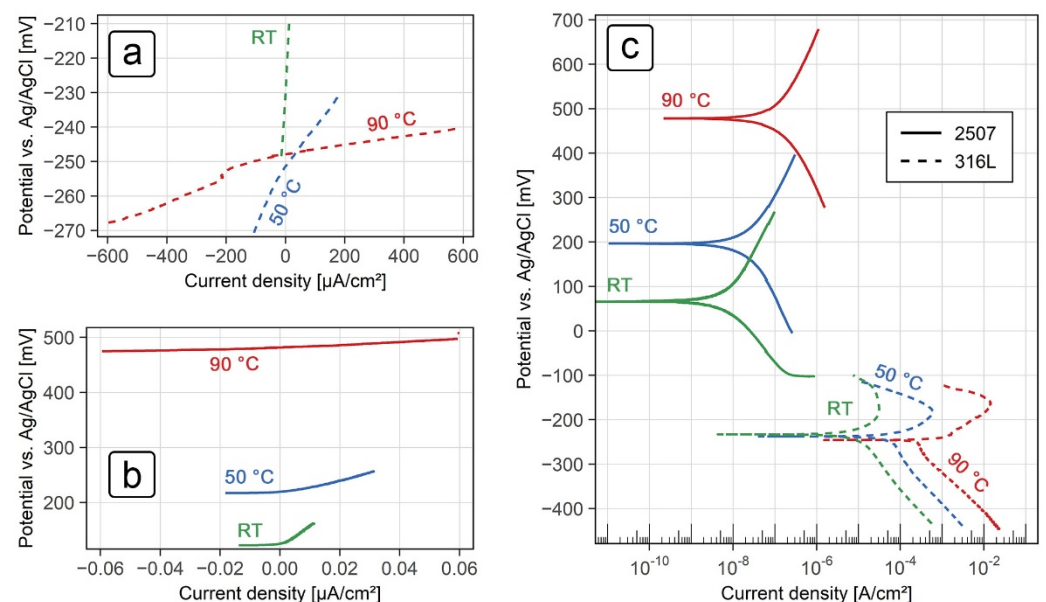 a
Potential vs. Ag/AgCl [mV]
−210
−220
−230
−240
−250
−260
−270
RT
90 °C
50 °C
−600
−400
−200
0
200
400
600
Current density [µA/cm²]
b
Potential vs. Ag/AgCl [mV]
500
400
300
200
90 °C
50 °C
RT
−0.06
−0.04
−0.02
0.00
0.02
0.04
0.06
Current density [µA/cm²]
c
Potential vs. Ag/AgCl [mV]
700
600
500
400
300
200
100
0
−100
−200
−300
−400
90 °C
50 °C
RT
2507
316L
50 °C
RT
90 °C
10⁻¹⁰
10⁻⁸
10⁻⁶
10⁻⁴
10⁻²
Current density [A/cm²]